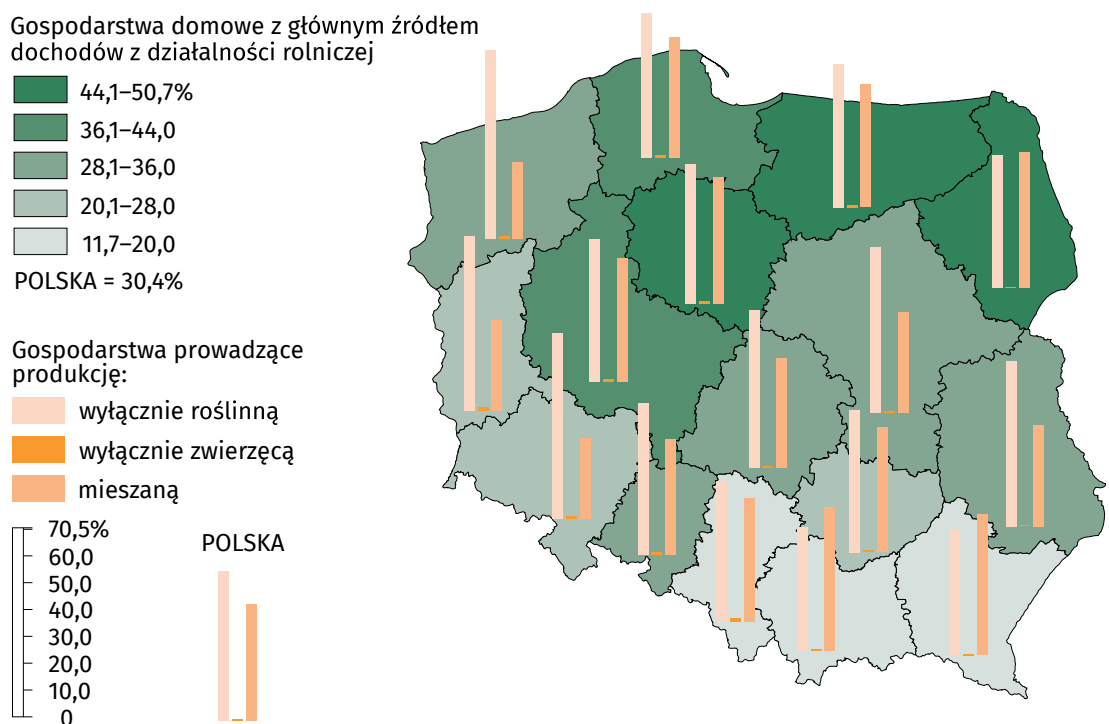 Gospodarstwa domowe z głównym źródłem
dochodów z działalności rolniczej
44,1–50,7%
36,1–44,0
28,1–36,0
20,1–28,0
11,7–20,0
POLSKA = 30,4%
Gospodarstwa prowadzące
produkcję:
wyłącznie roślinną
wyłącznie zwierzęcą
mieszaną
70,5%
60,0
50,0
40,0
30,0
20,0
10,0
0
POLSKA